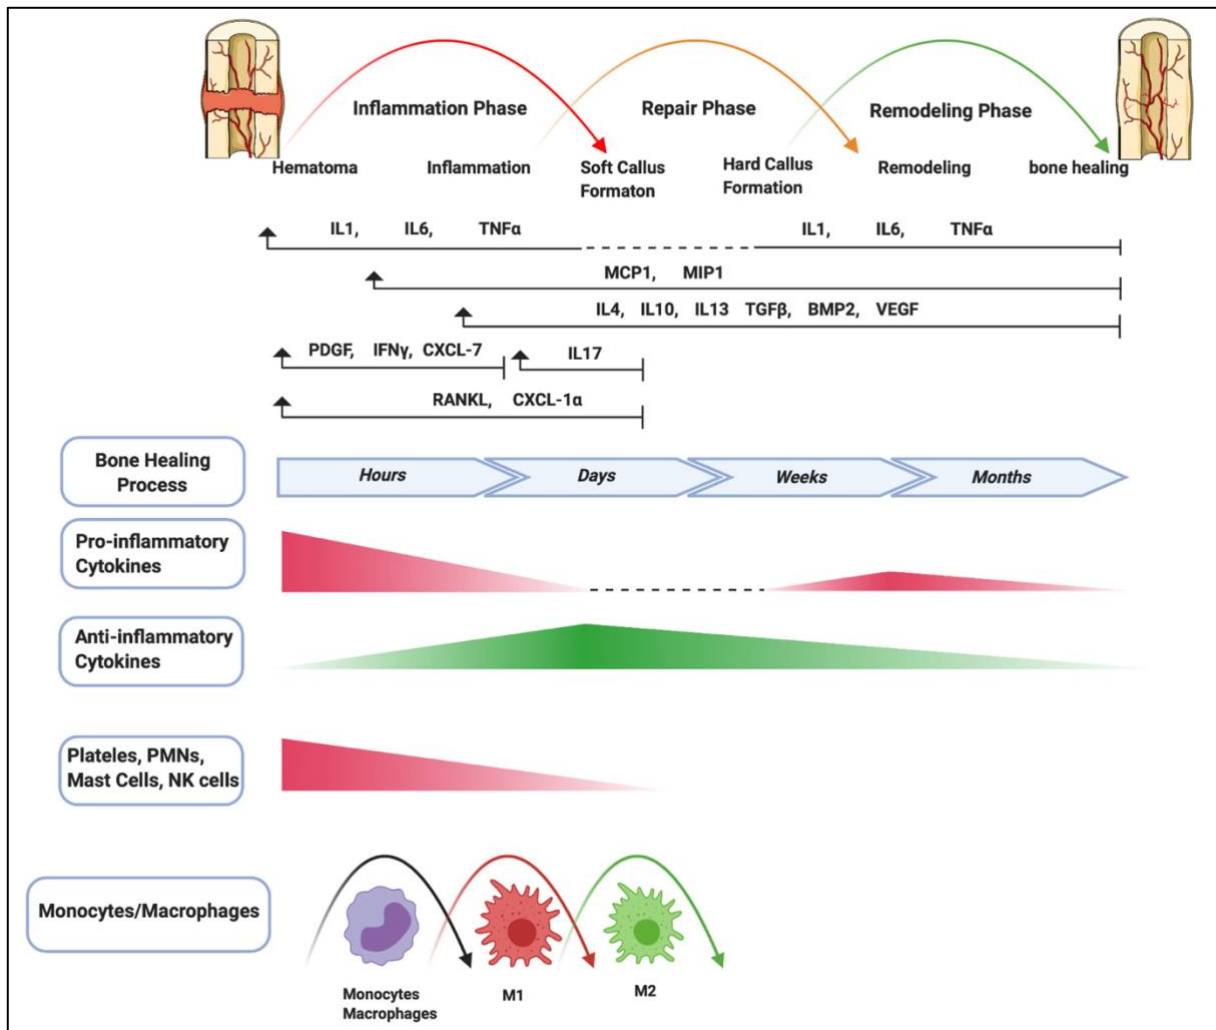 Inflammation Phase
Repair Phase
Remodeling Phase
Hematoma
Inflammation
Soft Callus
Formaton
Hard Callus
Formation
Remodeling
bone healing
IL1, IL6, TNFα
IL1, IL6, TNFα
MCP1, MIP1
IL4, IL10, IL13 TGFβ, BMP2, VEGF
PDGF, IFNγ, CXCL-7
IL17
RANKL, CXCL-1α
Bone Healing
Process
Hours
Days
Weeks
Months
Pro-inflammatory
Cytokines
Anti-inflammatory
Cytokines
Plateles, PMNs,
Mast Cells, NK cells
Monocytes/Macrophages
Monocytes
Macrophages
M1
M2